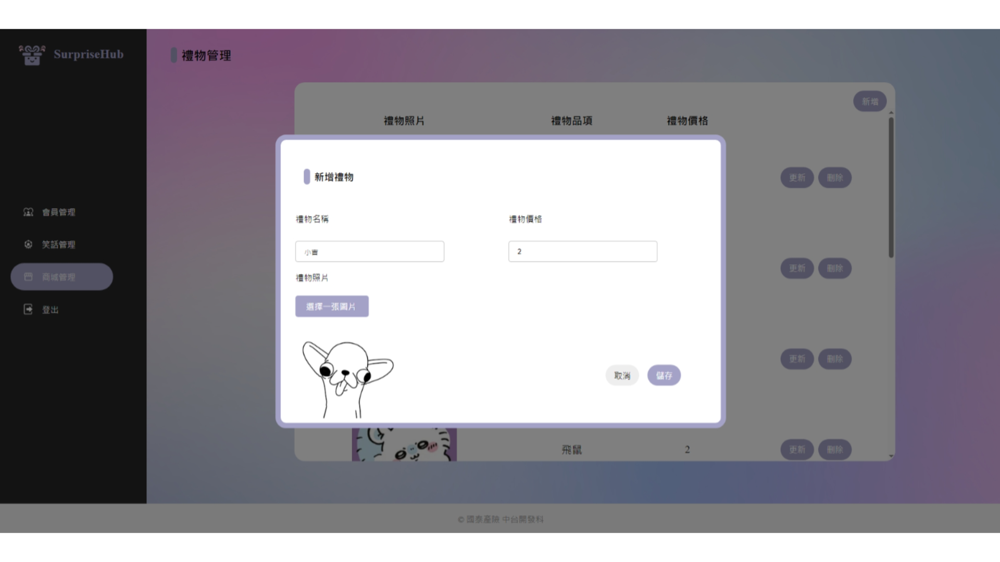 SurpriseHub
禮物管理
新增
禮物照片 禮物品項 禮物價格
新增禮物
禮物名稱 禮物價格
小吉 2
禮物照片
選擇一張圖片
取消 儲存
更新 刪除
更新 刪除
更新 刪除
飛鼠 2 更新 刪除
會員管理
笑話管理
商城管理
登出
© 國泰產險 中台開發科